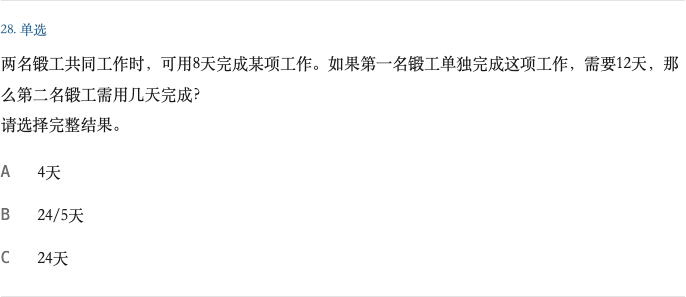 28. 单选
两名锻工共同工作时，可用8天完成某项工作。如果第一名锻工单独完成这项工作，需要12天，那
么第二名锻工需用几天完成?
请选择完整结果。
A 4天
B 24/5天
C 24天